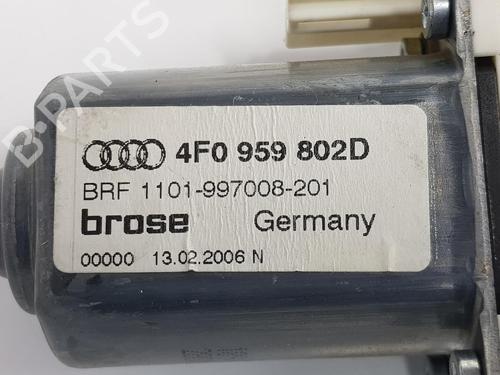 4F0 959 802D
BRF 1101-997008-201
brose Germany
00000 13.02.2006 N
B-PARTS